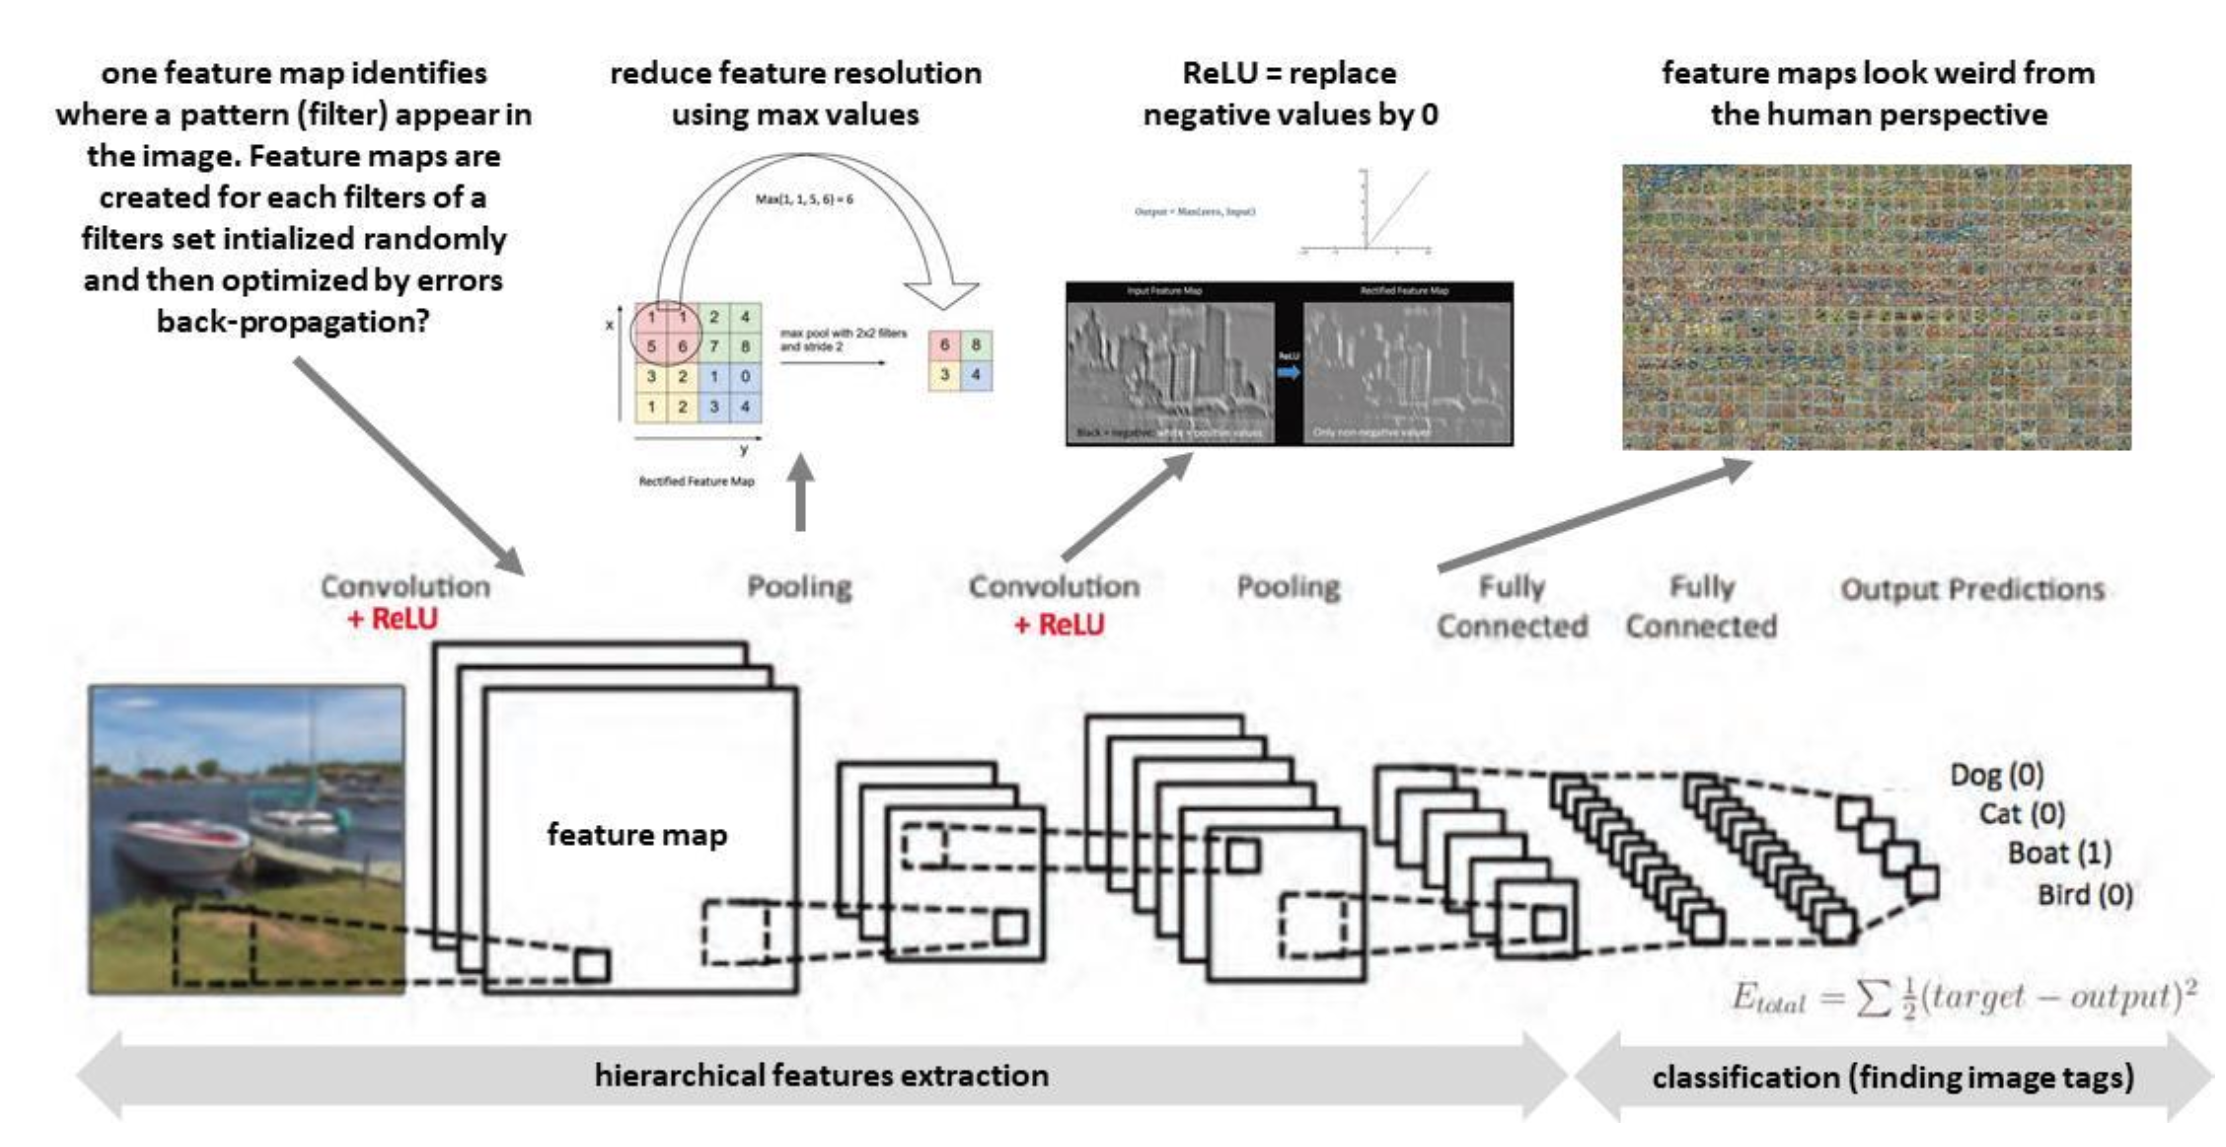 one feature map identifies
where a pattern (filter) appear in
the image. Feature maps are
created for each filters of a
filters set intialized randomly
and then optimized by errors
back-propagation?
reduce feature resolution
using max values
Max(1, 1, 5, 6) = 6
x
1 1 2 4
5 6 7 8
3 2 1 0
1 2 3 4
y
Rectified Feature Map
max pool with 2x2 filters
and stride 2
6 8
3 4
ReLU = replace
negative values by 0
Output = Max(zero, Input)
Input Feature Map
Black = negative; white = positive values
ReLU
Rectified Feature Map
Only non-negative values
feature maps look weird from
the human perspective
Convolution
+ ReLU
Pooling
Convolution
+ ReLU
Pooling
Fully
Connected
Fully
Connected
Output Predictions
feature map
Dog (0)
Cat (0)
Boat (1)
Bird (0)
E_total = ∑ ½(target − output)²
hierarchical features extraction
classification (finding image tags)